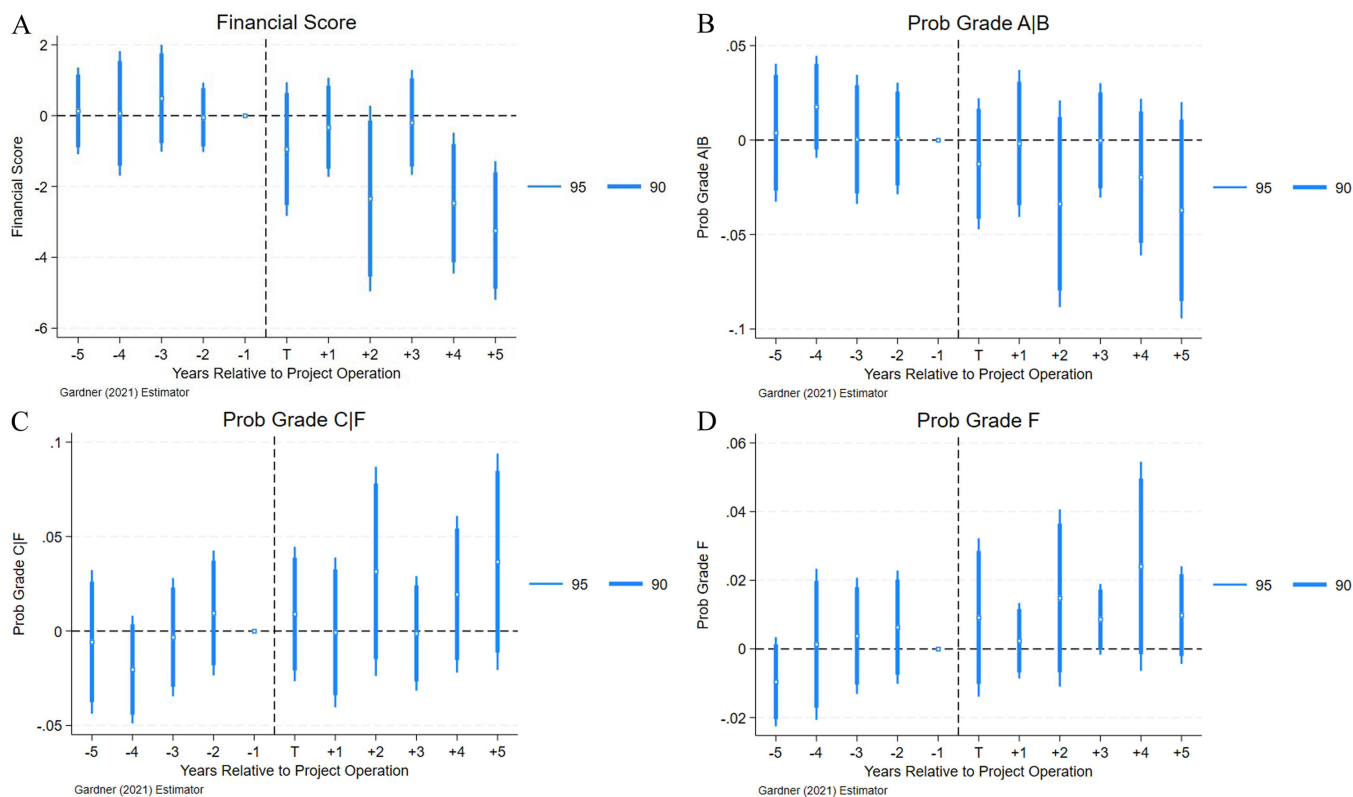 A
Financial Score
2
0
-2
-4
-6
Financial Score
-5 -4 -3 -2 -1 T +1 +2 +3 +4 +5
Years Relative to Project Operation
Gardner (2021) Estimator
95 90
B
Prob Grade A|B
.05
0
-.05
-.1
Prob Grade A|B
-5 -4 -3 -2 -1 T +1 +2 +3 +4 +5
Years Relative to Project Operation
Gardner (2021) Estimator
95 90
C
Prob Grade C|F
.1
.05
0
-.05
Prob Grade C|F
-5 -4 -3 -2 -1 T +1 +2 +3 +4 +5
Years Relative to Project Operation
Gardner (2021) Estimator
95 90
D
Prob Grade F
.06
.04
.02
0
-.02
Prob Grade F
-5 -4 -3 -2 -1 T +1 +2 +3 +4 +5
Years Relative to Project Operation
Gardner (2021) Estimator
95 90